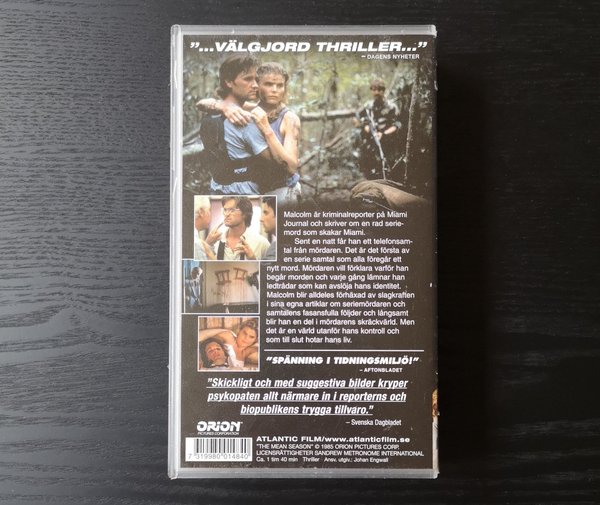 "...VÄLGJORD THRILLER..."
– DAGENS NYHETER
Malcolm är kriminalreporter på Miami
Journal och skriver om en rad serie-
mord som skakar Miami.
Sent en natt får han ett telefonsam-
tal från mördaren. Det är det första av
en serie samtal som alla föregår ett
nytt mord. Mördaren vill förklara varför han
begår morden och varje gång lämnar han
ledtrådar som kan avslöja hans identitet.
Malcolm blir alldeles förhäxad av slagkraften
i sina egna artiklar om seriemördaren och
samtalens fasansfulla följder och långsamt
blir han en del i mördarens skräckvärld. Men
det är en värld utanför hans kontroll och
som till slut hotar hans liv.
"SPÄNNING I TIDNINGSMILJÖ!"
– AFTONBLADET
"Skickligt och med suggestiva bilder kryper
psykopaten allt närmare in i reporterns och
biopublikens trygga tillvaro."
– Svenska Dagbladet
ORION
PICTURES CORPORATION
ATLANTIC FILM/www.atlanticfilm.se
"THE MEAN SEASON" © 1985 ORION PICTURES CORP.
LICENSRÄTTIGHETER SANDREW METRONOME INTERNATIONAL
Ca. 1 tim 40 min Thriller Ansv. utgiv.: Johan Engwall
7 319980 014840